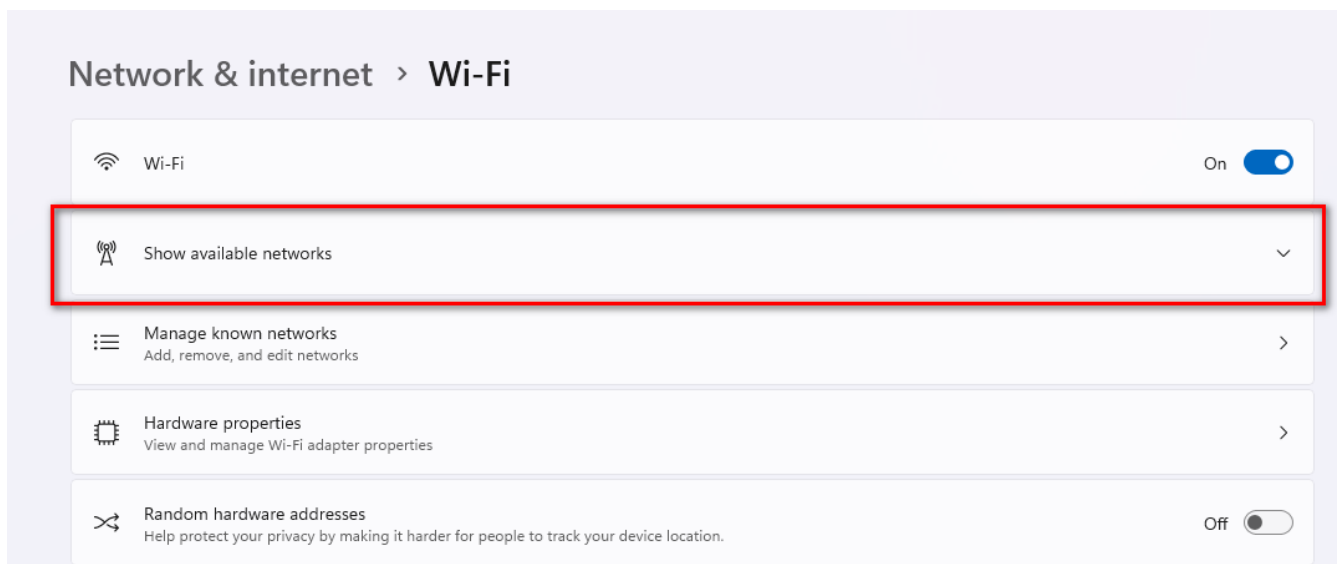 Network & internet > Wi-Fi
Wi-Fi
On
Show available networks
Manage known networks
Add, remove, and edit networks
Hardware properties
View and manage Wi-Fi adapter properties
Random hardware addresses
Help protect your privacy by making it harder for people to track your device location.
Off